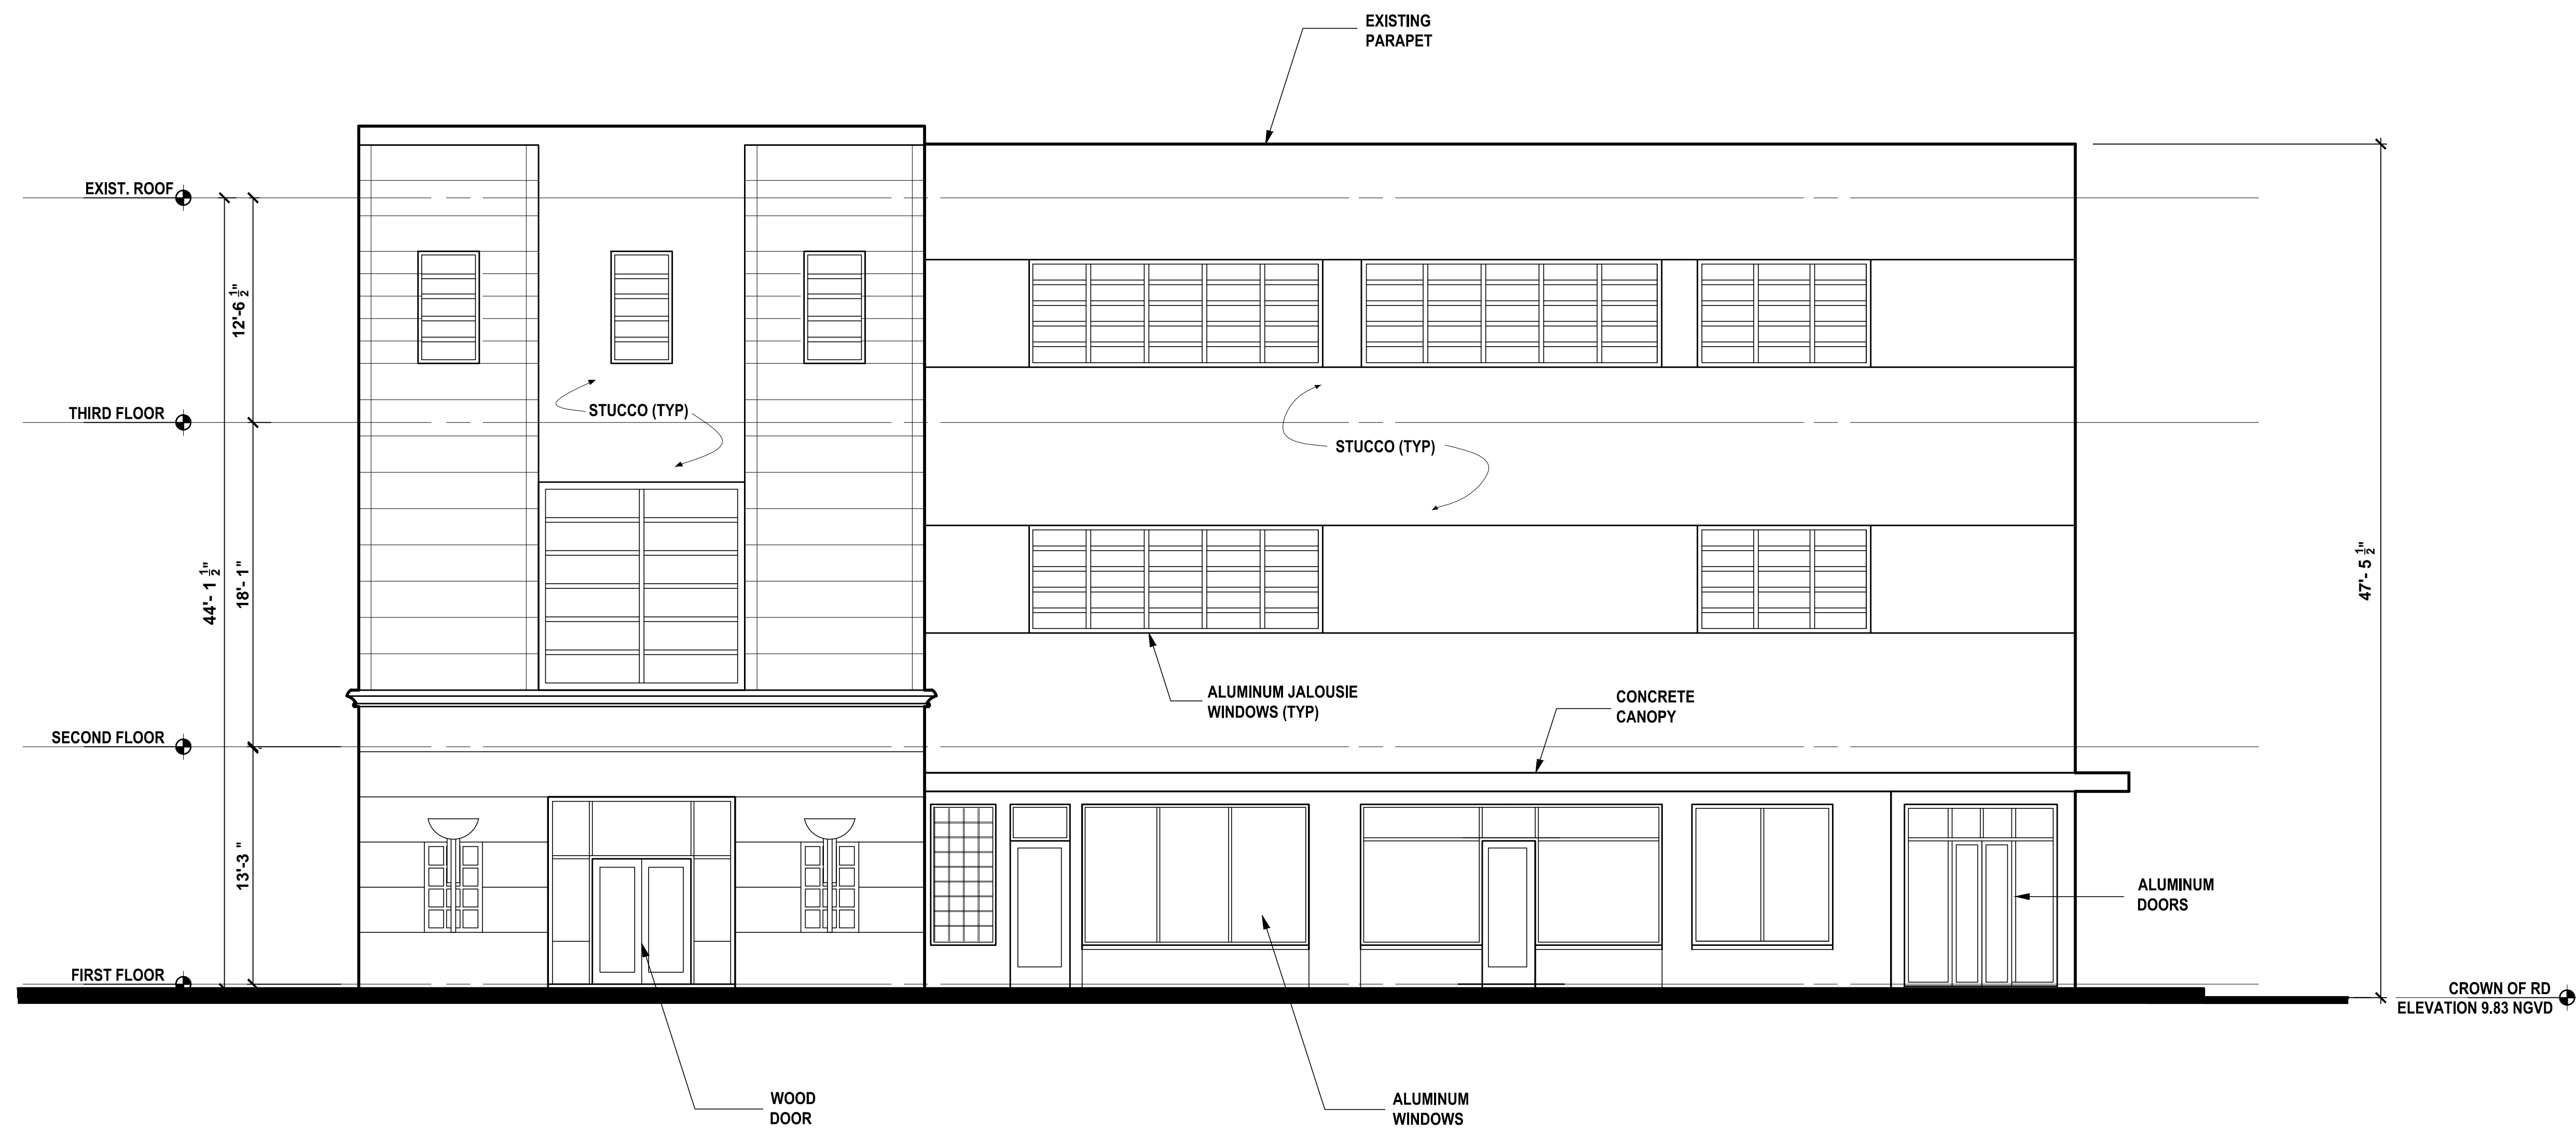 EXISTING
PARAPET
EXIST. ROOF
12'-6 1/2"
THIRD FLOOR
STUCCO (TYP)
STUCCO (TYP)
44'- 1 1/2"
18'- 1"
47'- 5 1/2"
ALUMINUM JALOUSIE
WINDOWS (TYP)
CONCRETE
CANOPY
SECOND FLOOR
13'-3 "
ALUMINUM
DOORS
FIRST FLOOR
CROWN OF RD
ELEVATION 9.83 NGVD
WOOD
DOOR
ALUMINUM
WINDOWS